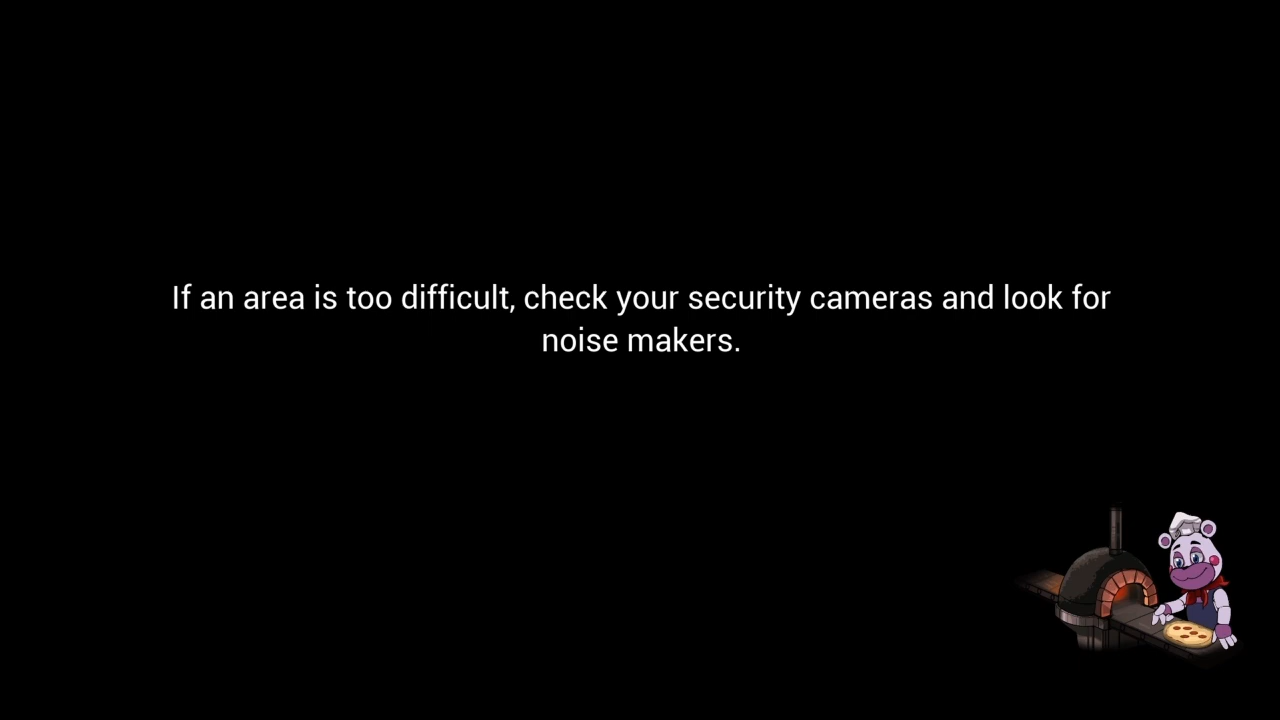 If an area is too difficult, check your security cameras and look for
noise makers.